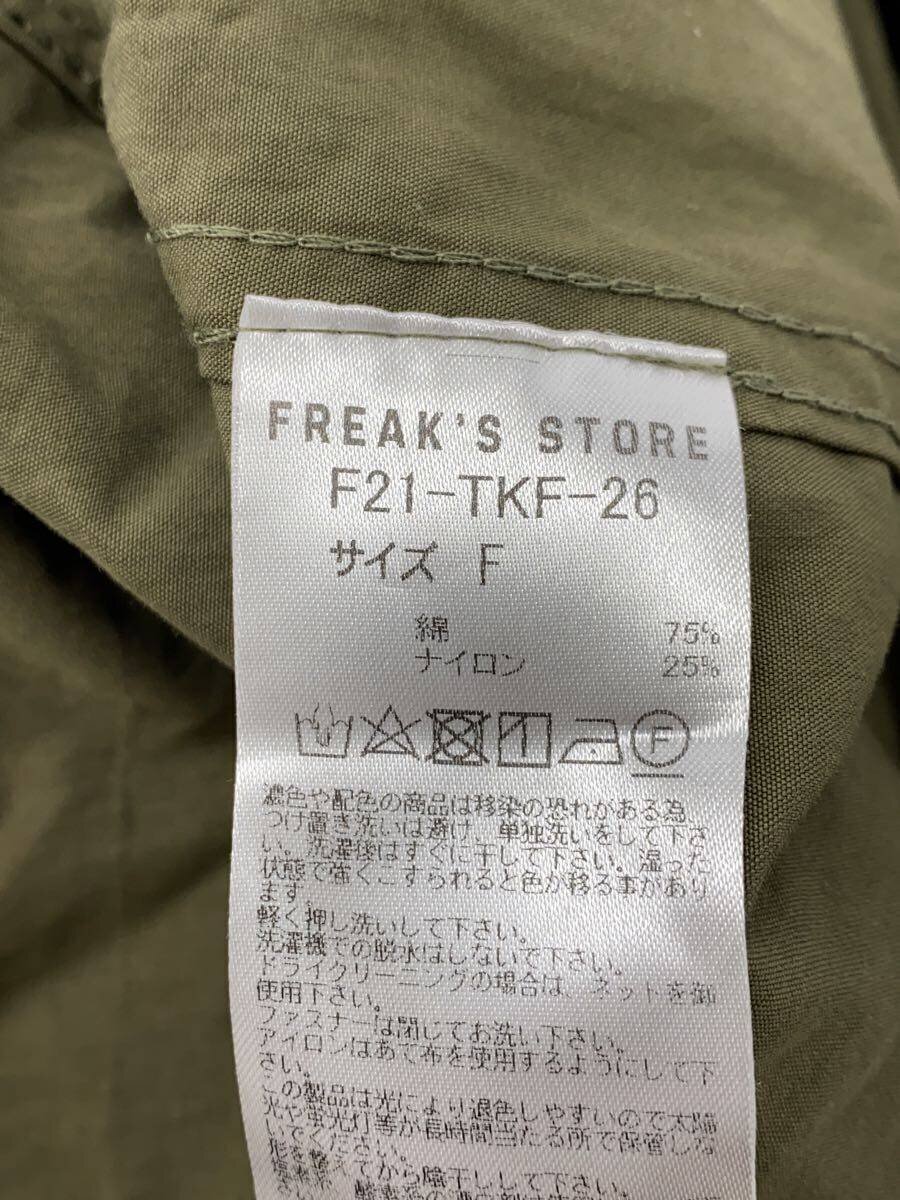 FREAK'S STORE
F21-TKF-26
サイズ F
綿 75%
ナイロン 25%
F
濃色や配色の商品は移染の恐れがある為、
つけ置き洗いは避け、単独洗いをして下さ
い。洗濯後はすぐに干して下さい。湿った
状態で強くこすられると色が移る事があり
ます。
軽く押し洗いして下さい。
洗濯機での脱水はしないで下さい。
ドライクリーニングの場合は、ネットを御
使用下さい。
ファスナーは閉じてお洗い下さい。
アイロンはあて布を使用するようにして下
さい。
この製品は光により退色しやすいので太陽
光や蛍光灯等が長時間当たる所で保管しな
いでください。
形を整えてから陰干しして下さい。